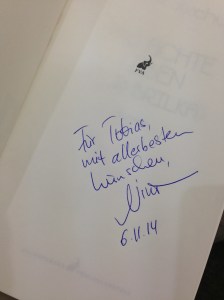 Für Tobias,
mit allerbesten
Wünschen,
6.11.14